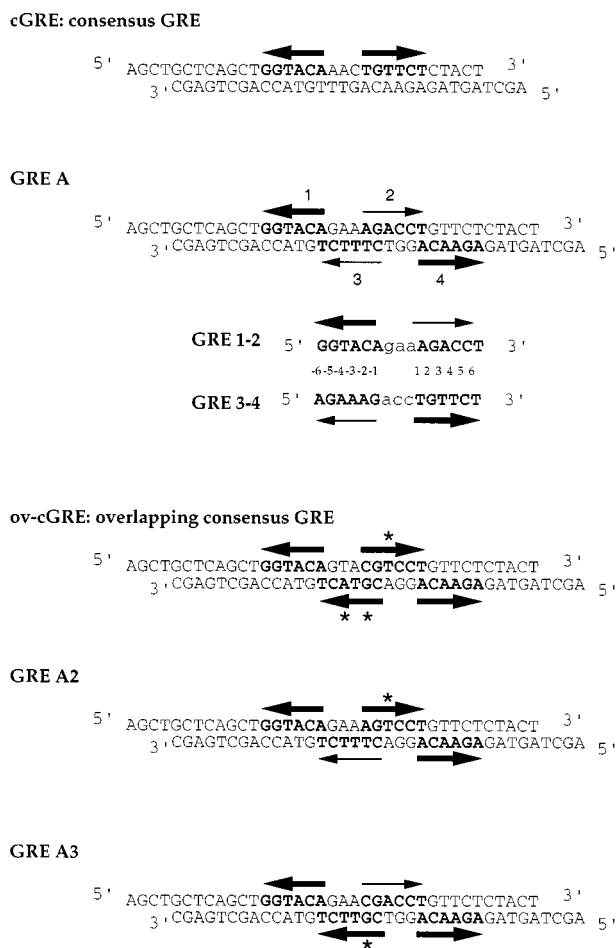 cGRE: consensus GRE
5' AGCTGCTCAGCTGGTACAAACTGTTCTCTACT 3'
3' CGAGTCGACCATGTTTGACAAGAGATGATCGA 5'
GRE A
1 2
5' AGCTGCTCAGCTGGTACAGAAAGACCTGTTCTCTACT 3'
3' CGAGTCGACCATGTCTTTCTGGACAAGAGATGATCGA 5'
3 4
GRE 1-2 5' GGTACAgaaAGACCT 3'
-6-5-4-3-2-1 1 2 3 4 5 6
GRE 3-4 5' AGAAAGaccTGTTCT 3'
ov-cGRE: overlapping consensus GRE
*
5' AGCTGCTCAGCTGGTACAGTACGTCCTGTTCTCTACT 3'
3' CGAGTCGACCATGTCATGCAGGACAAGAGATGATCGA 5'
* *
GRE A2
*
5' AGCTGCTCAGCTGGTACAGAAAGTCCTGTTCTCTACT 3'
3' CGAGTCGACCATGTCTTTCAGGACAAGAGATGATCGA 5'
GRE A3
5' AGCTGCTCAGCTGGTACAGAACGACCTGTTCTCTACT 3'
3' CGAGTCGACCATGTCTTGCTGGACAAGAGATGATCGA 5'
*